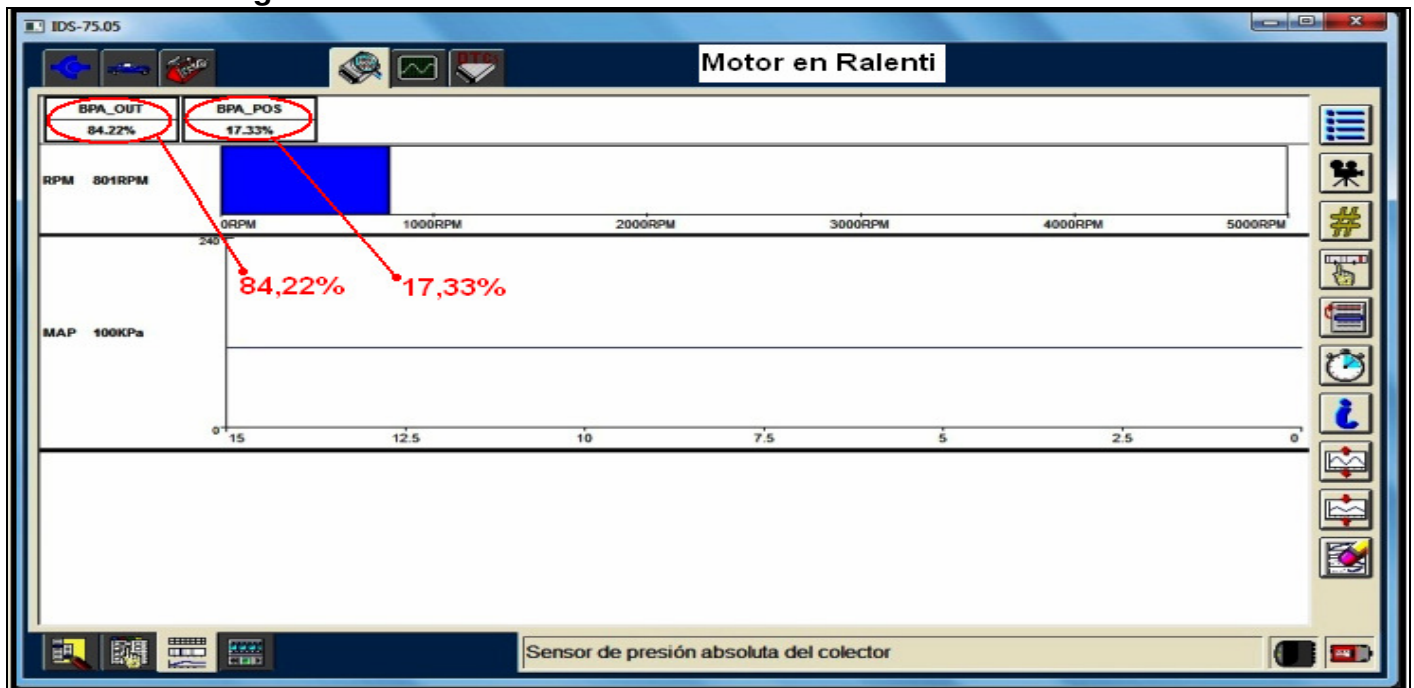 IDS-75.05
DTCs
Motor en Ralenti
BPA_OUT BPA_POS
84.22% 17.33%
RPM 801RPM
0RPM 1000RPM 2000RPM 3000RPM 4000RPM 5000RPM
240
84,22% 17,33%
MAP 100KPa
0
15 12.5 10 7.5 5 2.5 0
Sensor de presión absoluta del colector